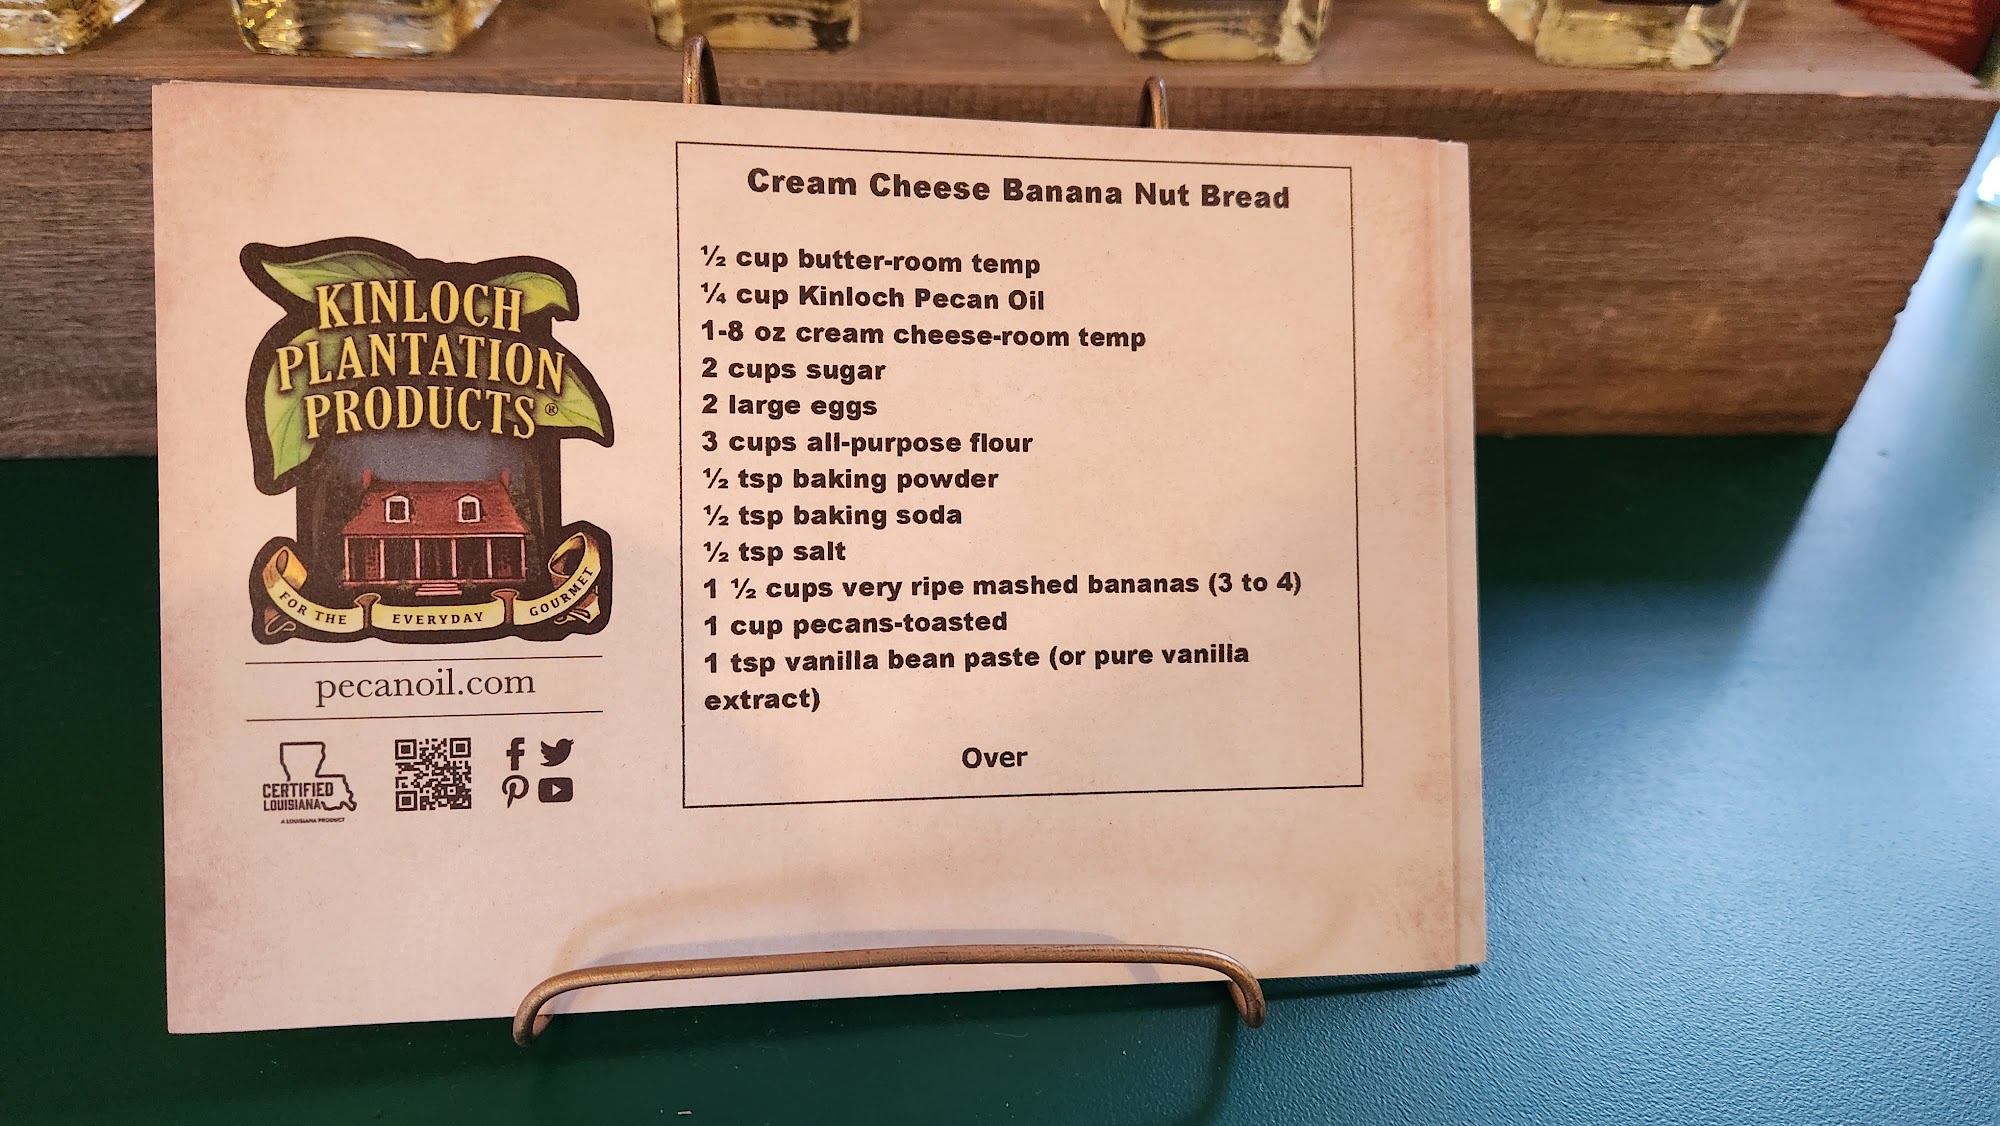 KINLOCH
PLANTATION
PRODUCTS®
FOR THE EVERYDAY GOURMET
pecanoil.com
CERTIFIED
LOUISIANA
A LOUISIANA PRODUCT
Cream Cheese Banana Nut Bread
½ cup butter-room temp
¼ cup Kinloch Pecan Oil
1-8 oz cream cheese-room temp
2 cups sugar
2 large eggs
3 cups all-purpose flour
½ tsp baking powder
½ tsp baking soda
½ tsp salt
1 ½ cups very ripe mashed bananas (3 to 4)
1 cup pecans-toasted
1 tsp vanilla bean paste (or pure vanilla
extract)
Over